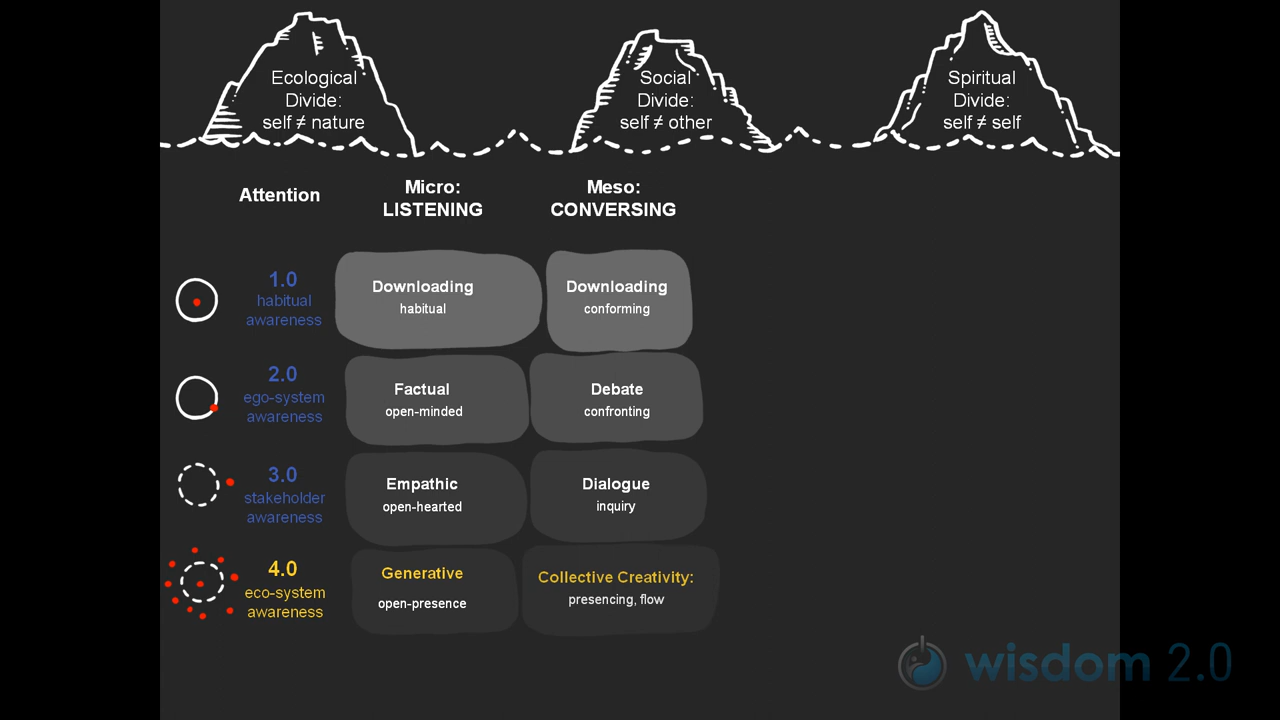 Ecological
Divide:
self ≠ nature
Social
Divide:
self ≠ other
Spiritual
Divide:
self ≠ self
Attention
Micro:
LISTENING
Meso:
CONVERSING
1.0
habitual
awareness
Downloading
habitual
Downloading
conforming
2.0
ego-system
awareness
Factual
open-minded
Debate
confronting
3.0
stakeholder
awareness
Empathic
open-hearted
Dialogue
inquiry
4.0
eco-system
awareness
Generative
open-presence
Collective Creativity:
presencing, flow
wisdom 2.0